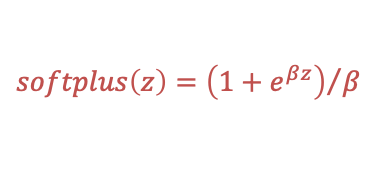 softplus(z) = (1 + e^{βz})/β